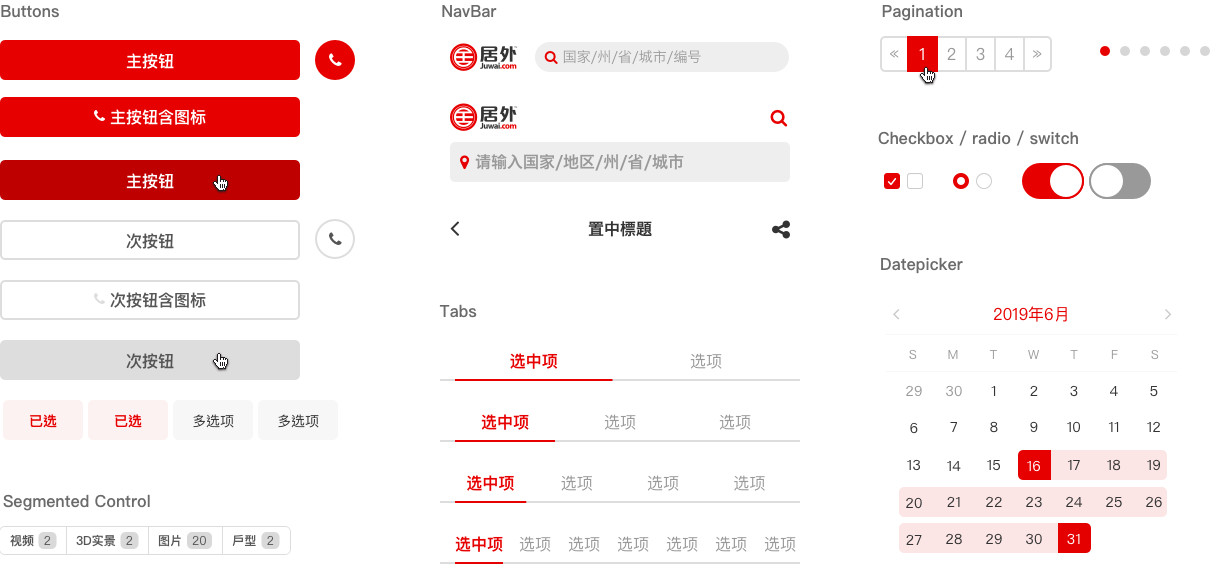 Buttons
主按钮
主按钮含图标
主按钮
次按钮
次按钮含图标
次按钮
已选 已选 多选项 多选项
Segmented Control
视频 2 3D实景 2 图片 20 戶型 2
NavBar
居外 Juwai.com 国家/州/省/城市/编号
居外 Juwai.com
请输入国家/地区/州/省/城市
置中標題
Tabs
选中项 选项
选中项 选项 选项
选中项 选项 选项 选项
选中项 选项 选项 选项 选项 选项 选项
Pagination
« 1 2 3 4 »
Checkbox / radio / switch
Datepicker
2019年6月
S M T W T F S
29 30 1 2 3 4 5
6 7 8 9 10 11 12
13 14 15 16 17 18 19
20 21 22 23 24 25 26
27 28 29 30 31